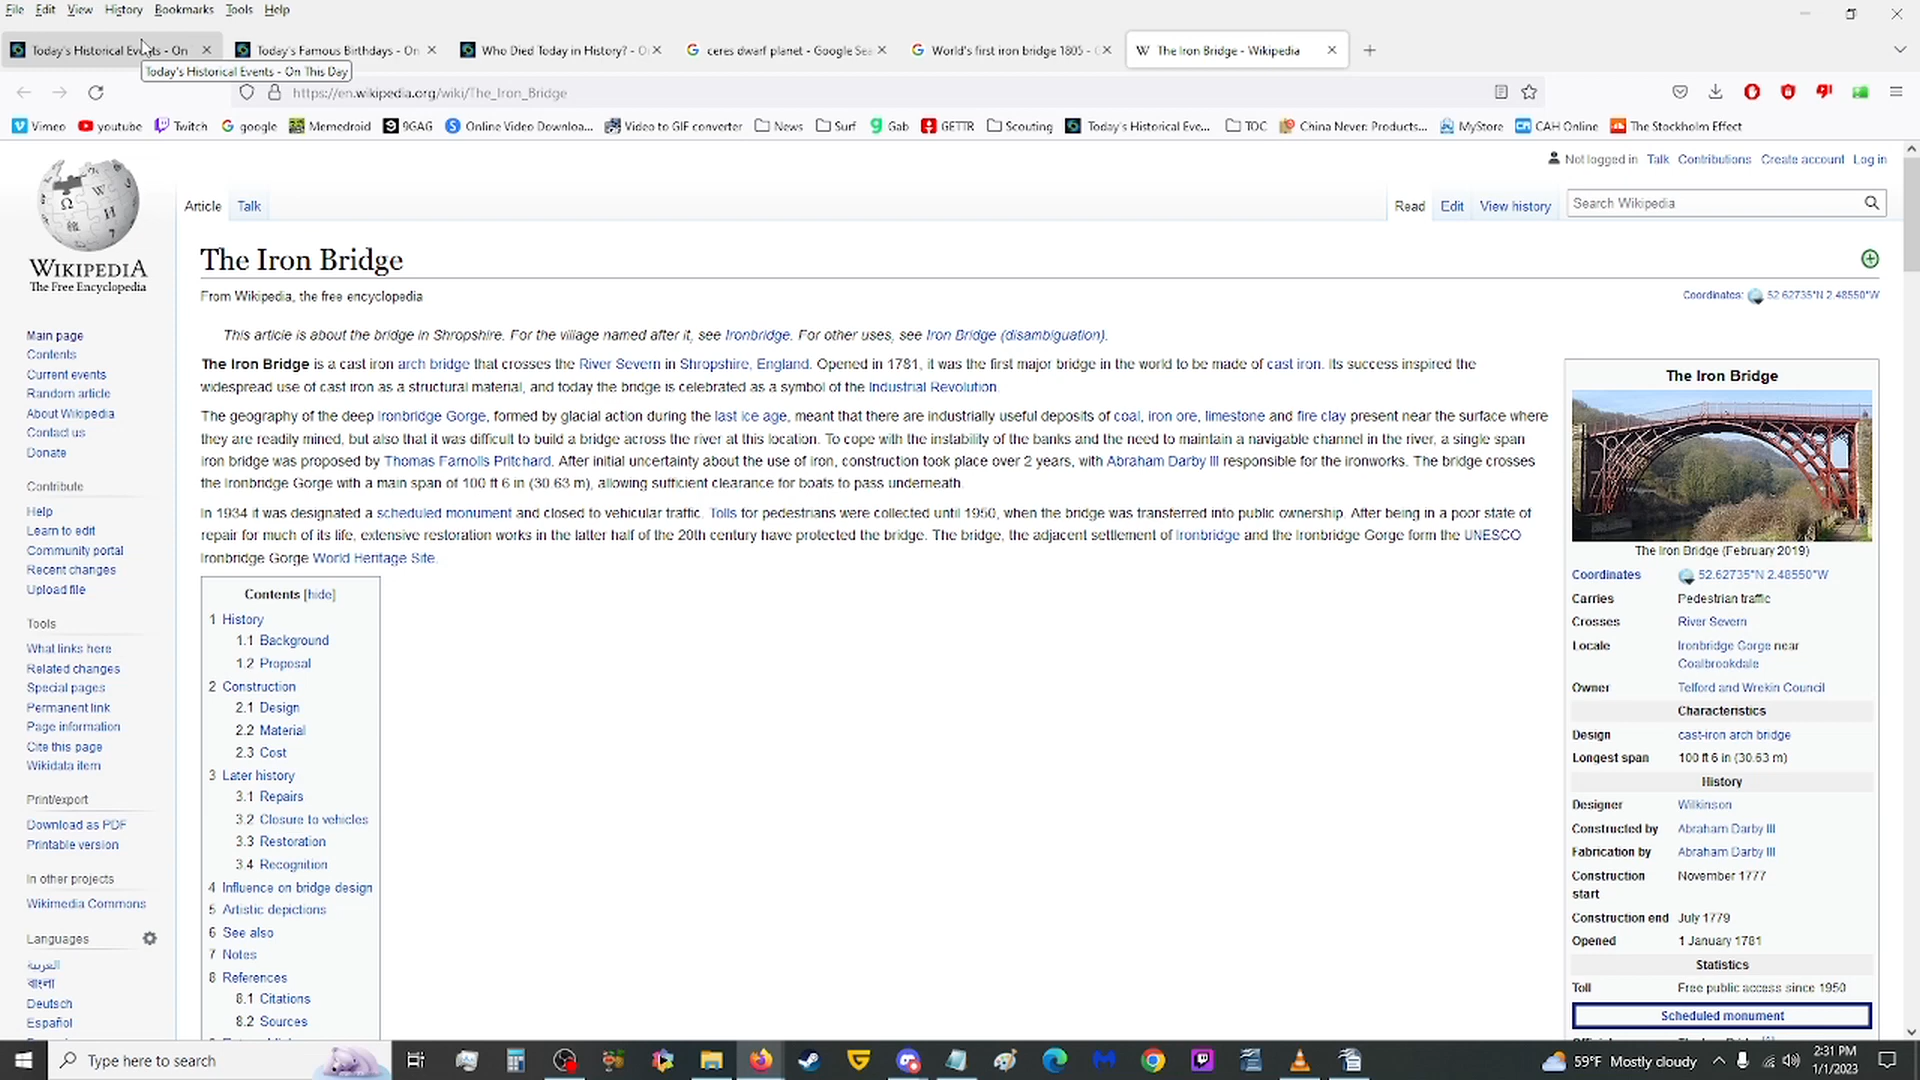 File Edit View History Bookmarks Tools Help
Today's Historical Events - On
Today's Famous Birthdays - On
Who Died Today in History? - O
ceres dwarf planet - Google Sea
World's first iron bridge 1805 - G
The Iron Bridge - Wikipedia
Today's Historical Events - On This Day
https://en.wikipedia.org/wiki/The_Iron_Bridge
Vimeo youtube Twitch google Memedroid 9GAG Online Video Downloa... Video to GIF converter News Surf Gab GETTR Scouting Today's Historical Eve... TOC China Never: Products... MyStore CAH Online The Stockholm Effect
Not logged in Talk Contributions Create account Log in
Article Talk
Read Edit View history Search Wikipedia
WIKIPEDIA
The Free Encyclopedia
Main page
Contents
Current events
Random article
About Wikipedia
Contact us
Donate
Contribute
Help
Learn to edit
Community portal
Recent changes
Upload file
Tools
What links here
Related changes
Special pages
Permanent link
Page information
Cite this page
Wikidata item
Print/export
Download as PDF
Printable version
In other projects
Wikimedia Commons
Languages
العربية
বাংলা
Deutsch
Español
The Iron Bridge
From Wikipedia, the free encyclopedia
Coordinates: 52.62735°N 2.48550°W
This article is about the bridge in Shropshire. For the village named after it, see Ironbridge. For other uses, see Iron Bridge (disambiguation).
The Iron Bridge is a cast iron arch bridge that crosses the River Severn in Shropshire, England. Opened in 1781, it was the first major bridge in the world to be made of cast iron. Its success inspired the
widespread use of cast iron as a structural material, and today the bridge is celebrated as a symbol of the Industrial Revolution.
The geography of the deep Ironbridge Gorge, formed by glacial action during the last ice age, meant that there are industrially useful deposits of coal, iron ore, limestone and fire clay present near the surface where
they are readily mined, but also that it was difficult to build a bridge across the river at this location. To cope with the instability of the banks and the need to maintain a navigable channel in the river, a single span
iron bridge was proposed by Thomas Farnolls Pritchard. After initial uncertainty about the use of iron, construction took place over 2 years, with Abraham Darby III responsible for the ironworks. The bridge crosses
the Ironbridge Gorge with a main span of 100 ft 6 in (30.63 m), allowing sufficient clearance for boats to pass underneath.
In 1934 it was designated a scheduled monument and closed to vehicular traffic. Tolls for pedestrians were collected until 1950, when the bridge was transferred into public ownership. After being in a poor state of
repair for much of its life, extensive restoration works in the latter half of the 20th century have protected the bridge. The bridge, the adjacent settlement of Ironbridge and the Ironbridge Gorge form the UNESCO
Ironbridge Gorge World Heritage Site.
Contents [hide]
1 History
1.1 Background
1.2 Proposal
2 Construction
2.1 Design
2.2 Material
2.3 Cost
3 Later history
3.1 Repairs
3.2 Closure to vehicles
3.3 Restoration
3.4 Recognition
4 Influence on bridge design
5 Artistic depictions
6 See also
7 Notes
8 References
8.1 Citations
8.2 Sources
The Iron Bridge
The Iron Bridge (February 2019)
Coordinates 52.62735°N 2.48550°W
Carries Pedestrian traffic
Crosses River Severn
Locale Ironbridge Gorge near
Coalbrookdale
Owner Telford and Wrekin Council
Characteristics
Design cast-iron arch bridge
Longest span 100 ft 6 in (30.63 m)
History
Designer Wilkinson
Constructed by Abraham Darby III
Fabrication by Abraham Darby III
Construction November 1777
start
Construction end July 1779
Opened 1 January 1781
Statistics
Toll Free public access since 1950
Scheduled monument
Type here to search
59°F Mostly cloudy
2:31 PM
1/1/2023